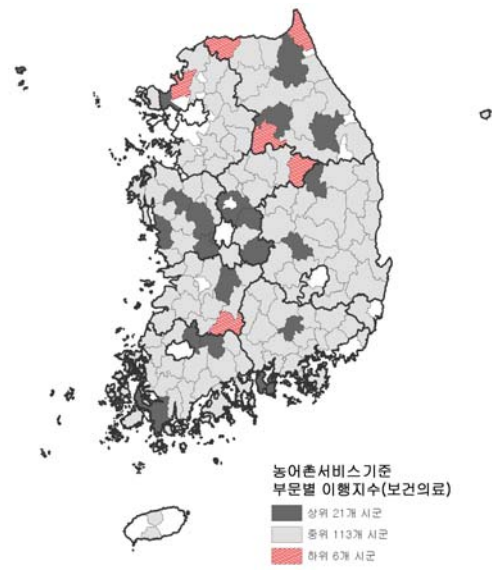 농어촌서비스기준
부문별 이행지수(보건의료)
상위 21개 시군
중위 113개 시군
하위 6개 시군